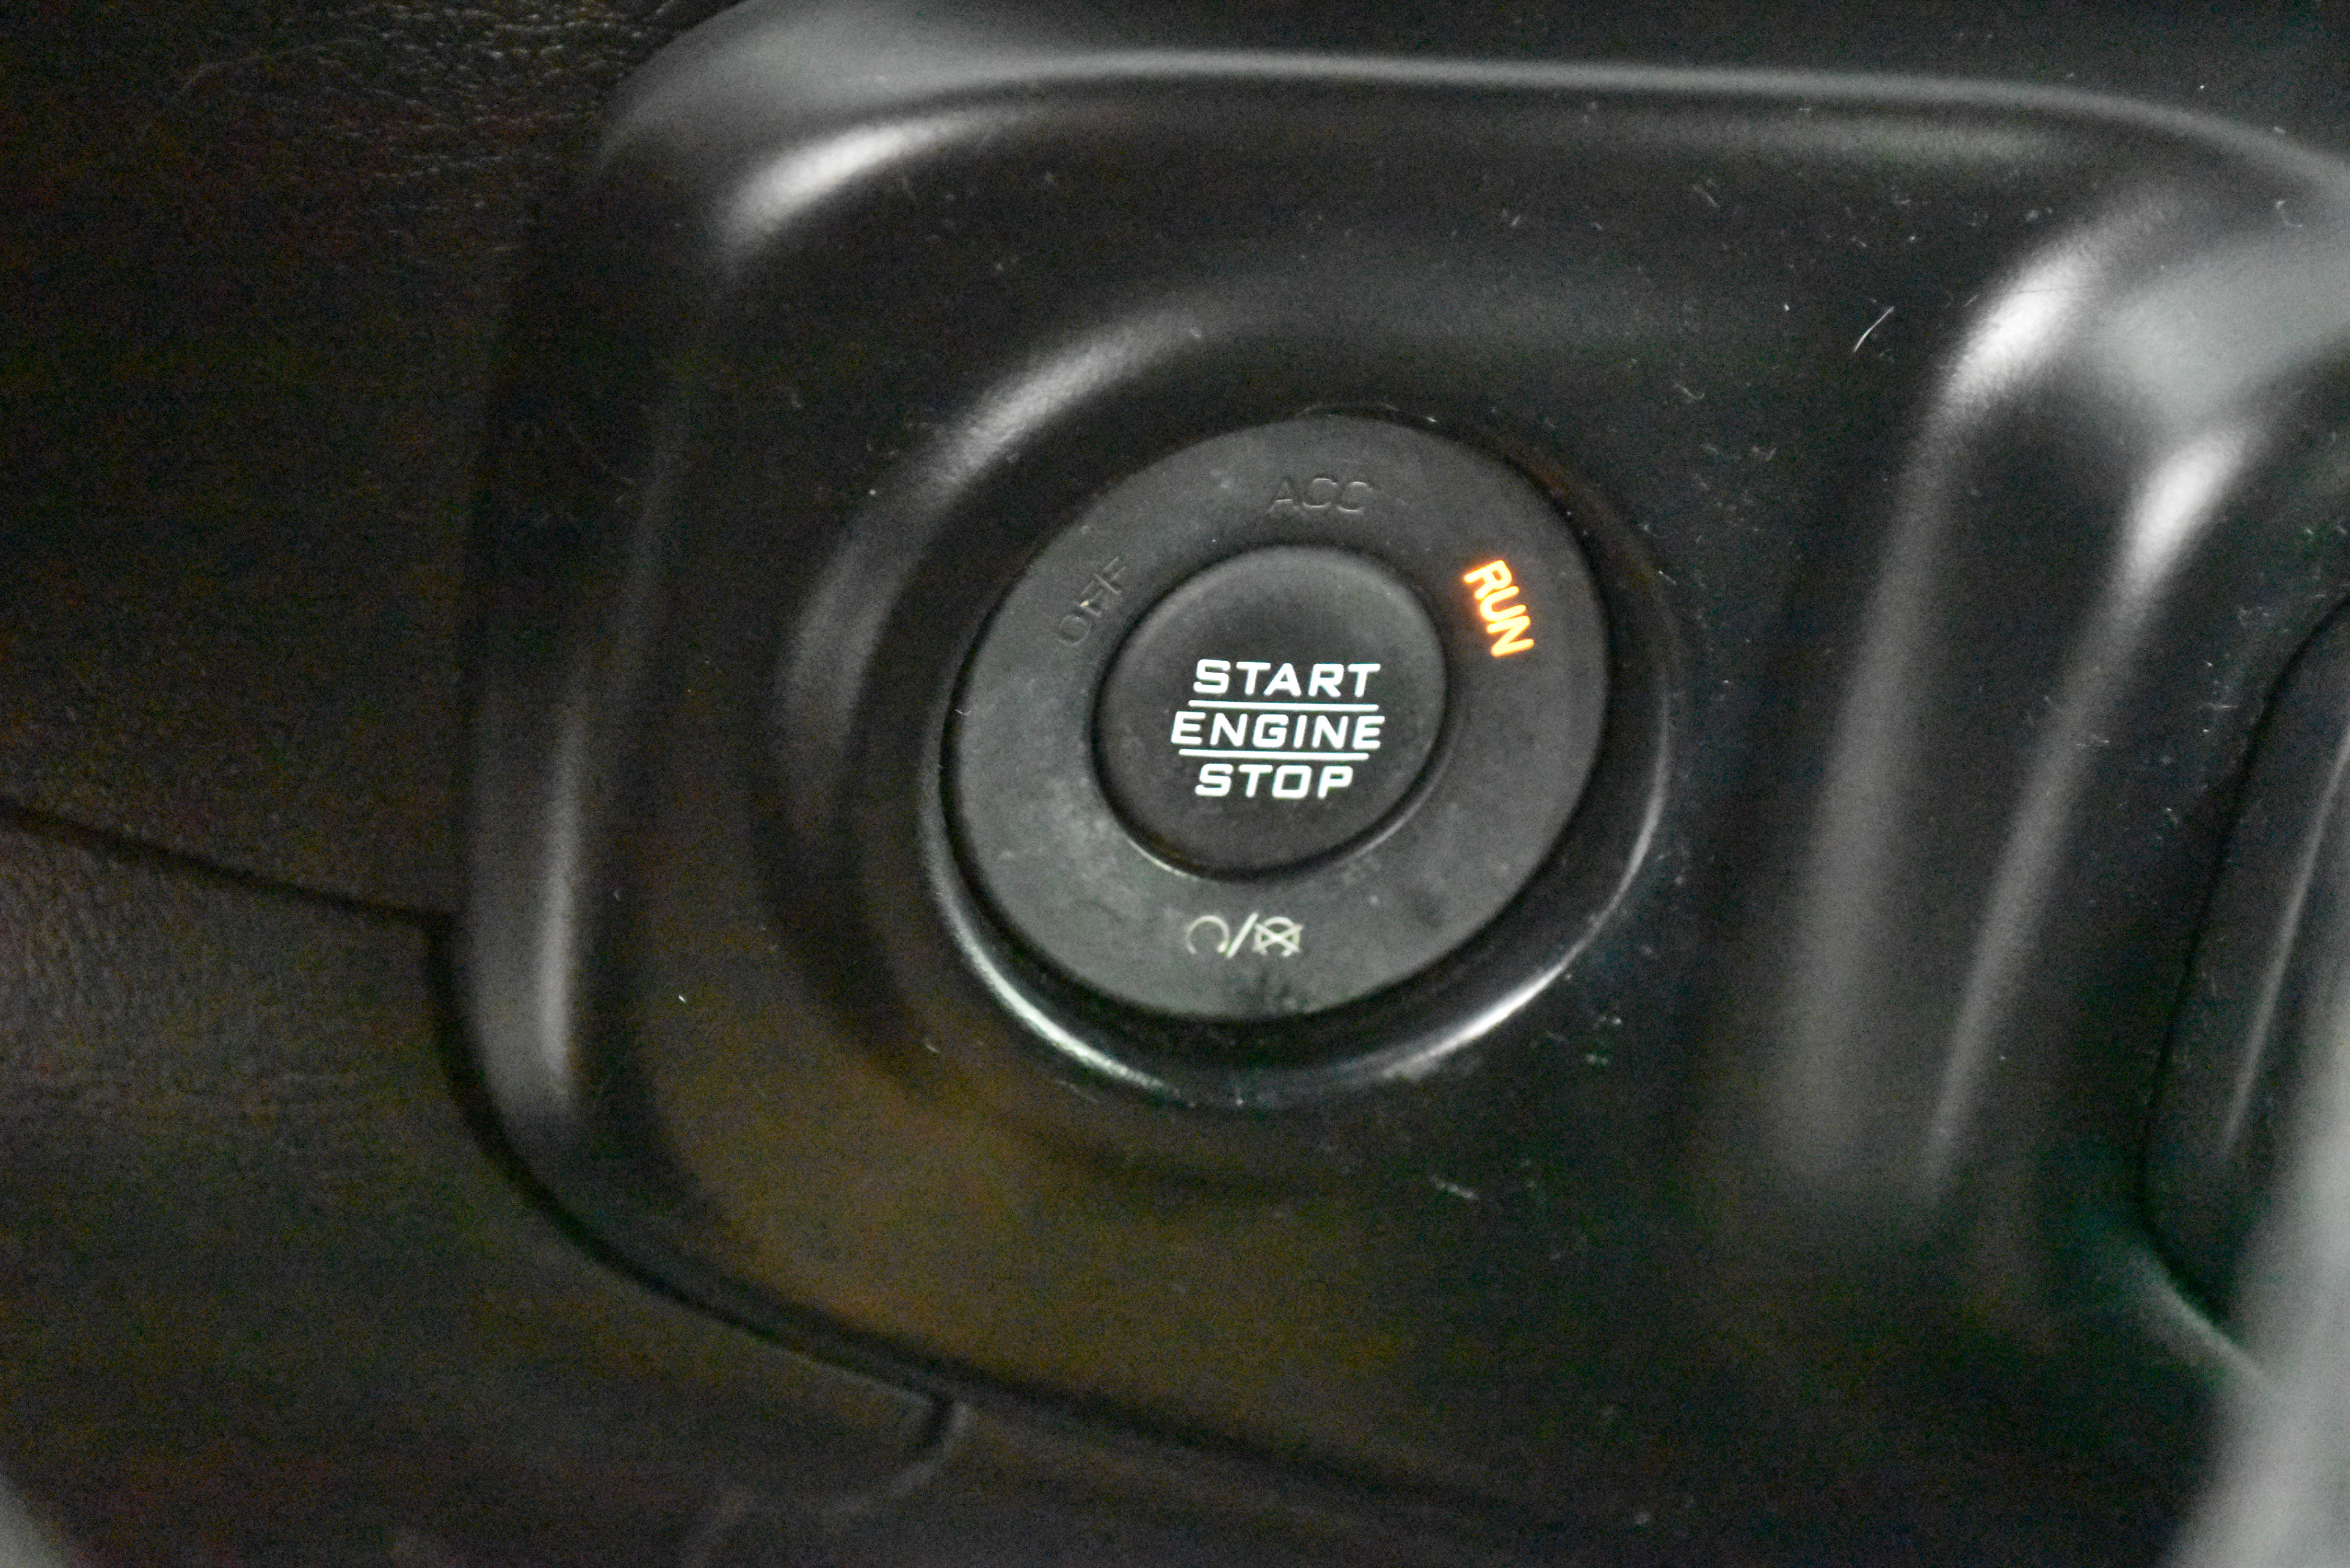 ACC
OFF
RUN
START
ENGINE
STOP
/